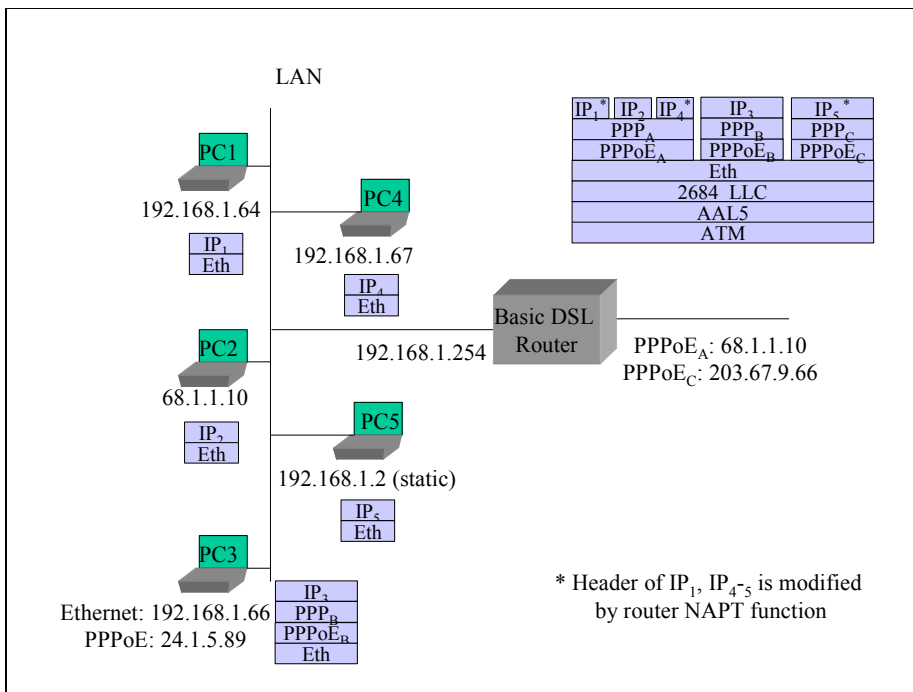 LAN
IP1* IP2 IP4* IP3 IP5*
PPPA PPPB PPPC
PPPoEA PPPoEB PPPoEC
Eth
2684 LLC
AAL5
ATM
PC1
192.168.1.64
IP1
Eth
PC4
192.168.1.67
IP4
Eth
Basic DSL
Router
192.168.1.254
PPPoEA: 68.1.1.10
PPPoEC: 203.67.9.66
PC2
68.1.1.10
IP2
Eth
PC5
192.168.1.2 (static)
IP5
Eth
PC3
Ethernet: 192.168.1.66
PPPoE: 24.1.5.89
IP3
PPPB
PPPoEB
Eth
* Header of IP1, IP4-5 is modified
by router NAPT function